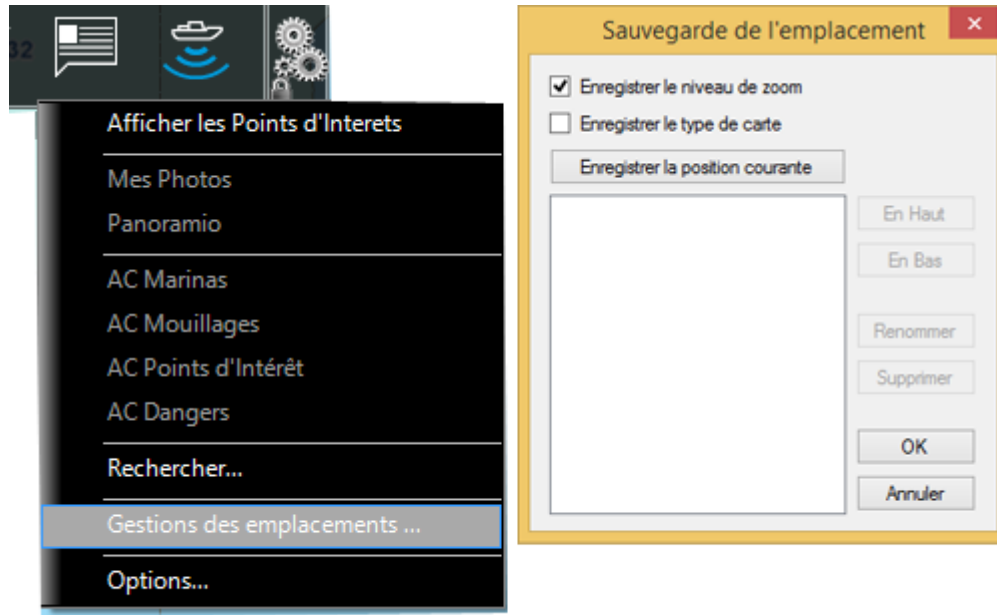 32
Afficher les Points d'Interets
Mes Photos
Panoramio
AC Marinas
AC Mouillages
AC Points d'Intérêt
AC Dangers
Rechercher...
Gestions des emplacements ...
Options...
Sauvegarde de l'emplacement
Enregistrer le niveau de zoom
Enregistrer le type de carte
Enregistrer la position courante
En Haut
En Bas
Renommer
Supprimer
OK
Annuler